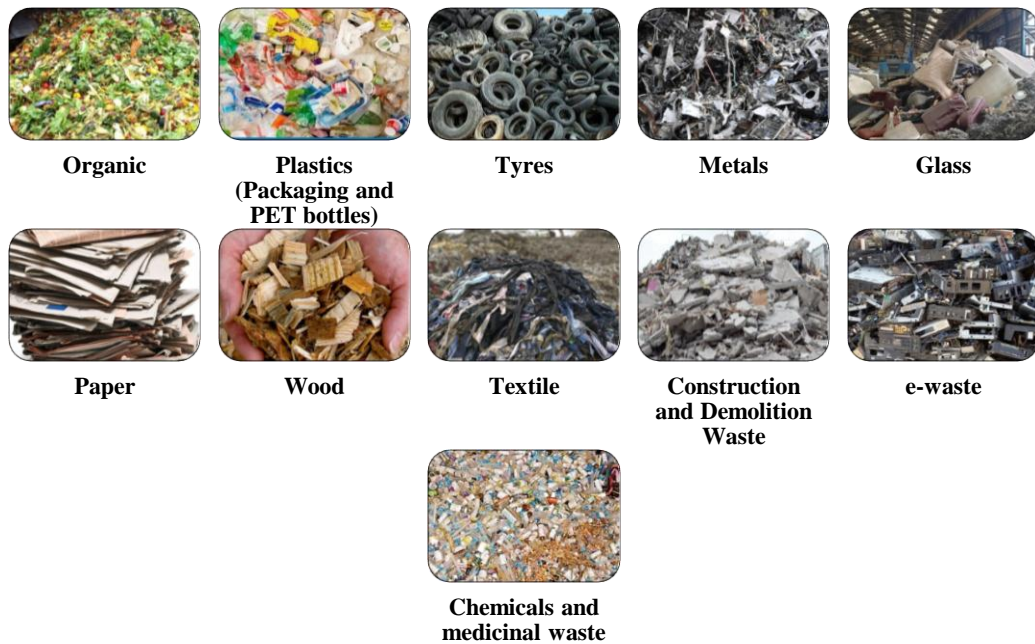 Organic
Plastics
(Packaging and
PET bottles)
Tyres
Metals
Glass
Paper
Wood
Textile
Construction
and Demolition
Waste
e-waste
Chemicals and
medicinal waste